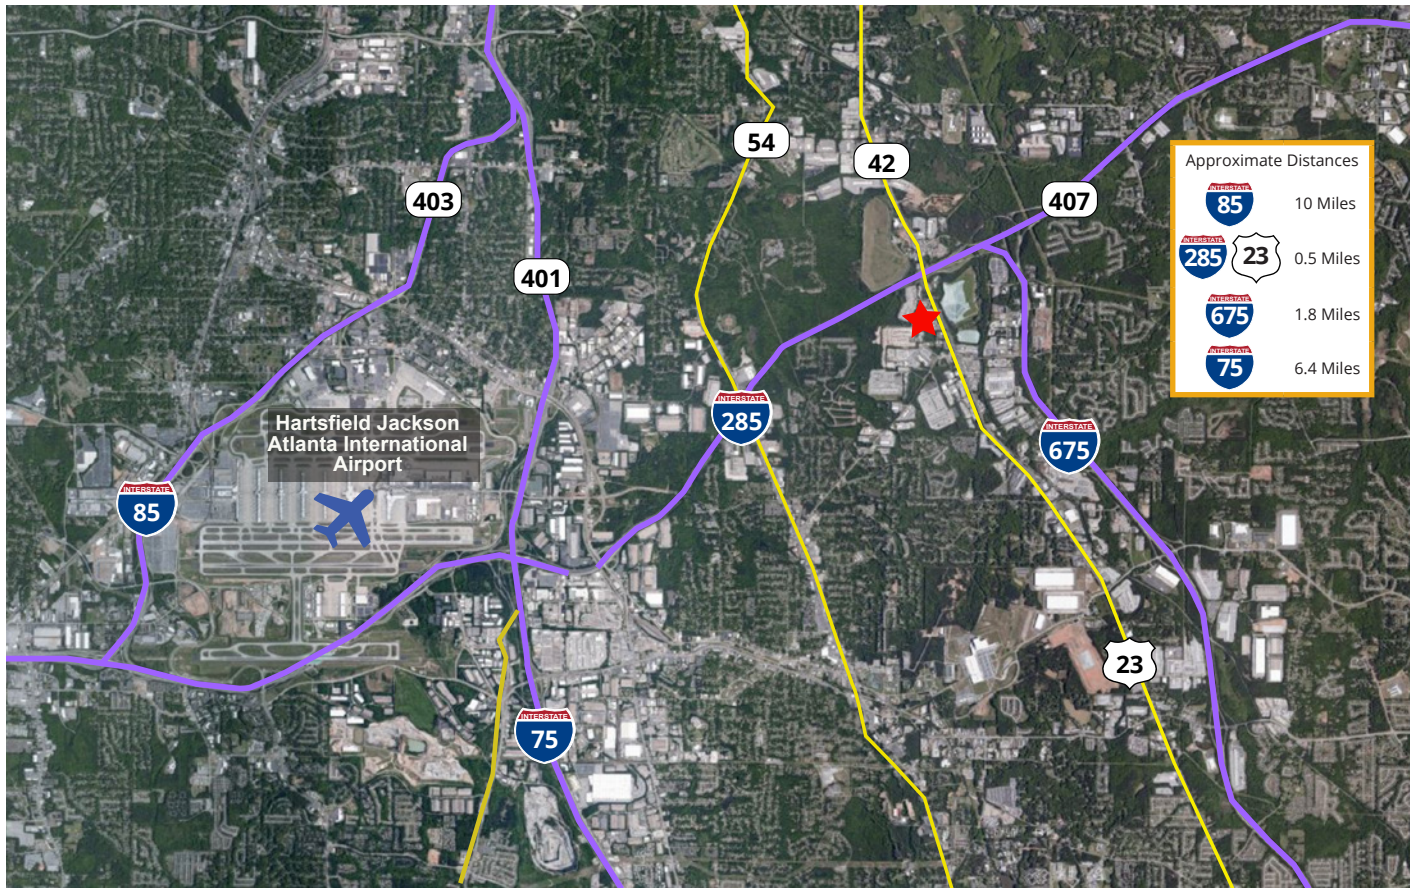 54
42
403
407
401
Approximate Distances
INTERSTATE
85
10 Miles
INTERSTATE
285
23
0.5 Miles
INTERSTATE
675
1.8 Miles
INTERSTATE
75
6.4 Miles
Hartsfield Jackson
Atlanta International
Airport
INTERSTATE
285
INTERSTATE
675
INTERSTATE
85
23
INTERSTATE
75